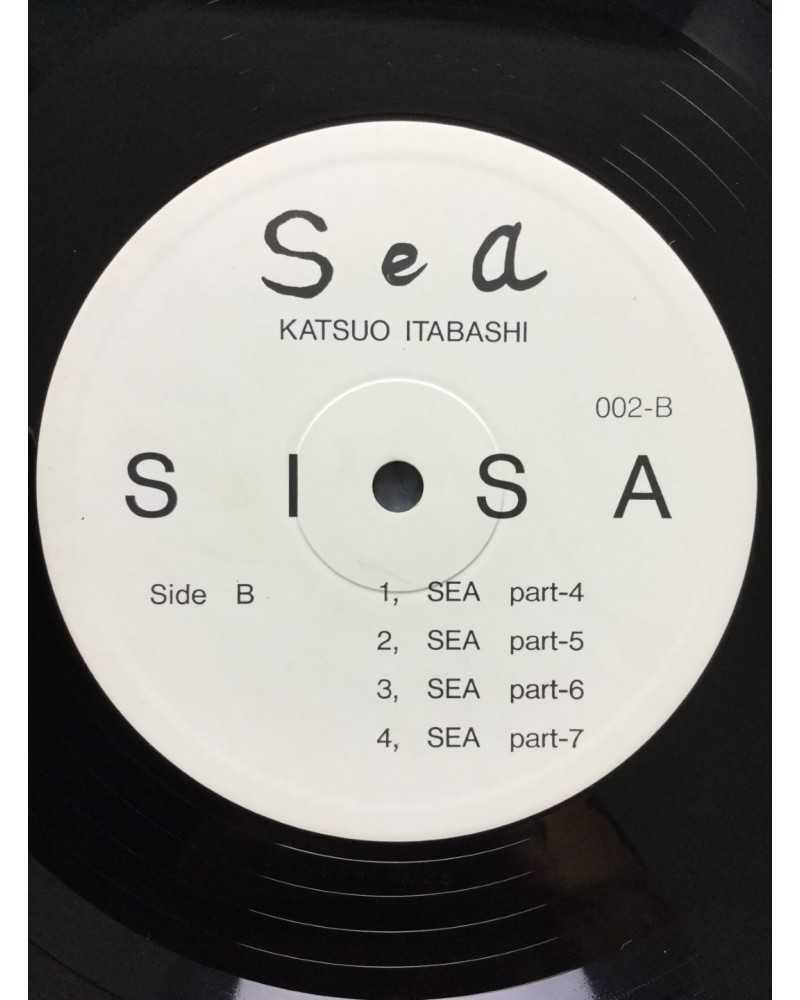 SeA
KATSUO ITABASHI
002-B
S I S A
Side B
1, SEA part-4
2, SEA part-5
3, SEA part-6
4, SEA part-7